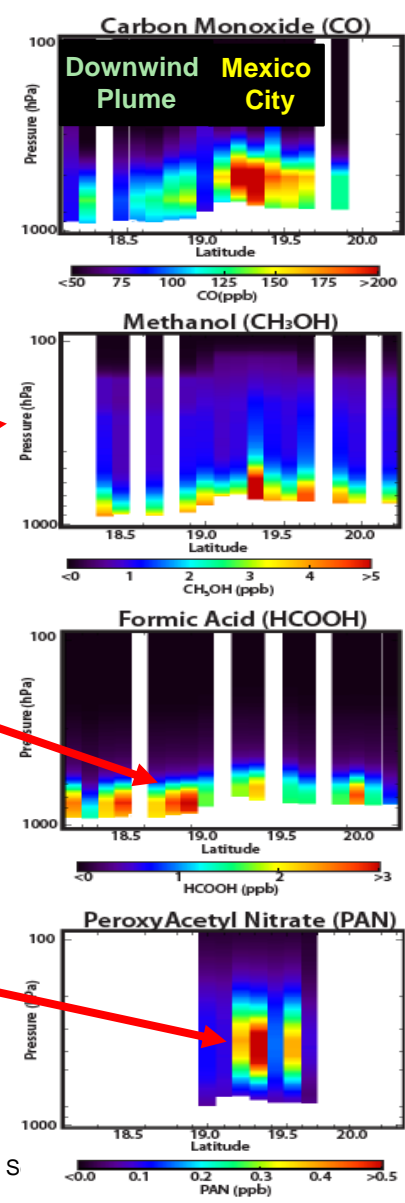 Carbon Monoxide (CO)
100
Downwind Mexico
Plume City
Pressure (hPa)
1000
18.5 19.0 19.5 20.0
Latitude
<50 75 100 125 150 175 >200
CO(ppb)
Methanol (CH₃OH)
100
Pressure (hPa)
1000
18.5 19.0 19.5 20.0
Latitude
<0 1 2 3 4 >5
CH₃OH (ppb)
Formic Acid (HCOOH)
100
Pressure (hPa)
1000
18.5 19.0 19.5 20.0
Latitude
<0 1 2 >3
HCOOH (ppb)
PeroxyAcetyl Nitrate (PAN)
100
Pressure (hPa)
1000
18.5 19.0 19.5 20.0
Latitude
s
<0.0 0.1 0.2 0.3 0.4 >0.5
PAN (ppb)